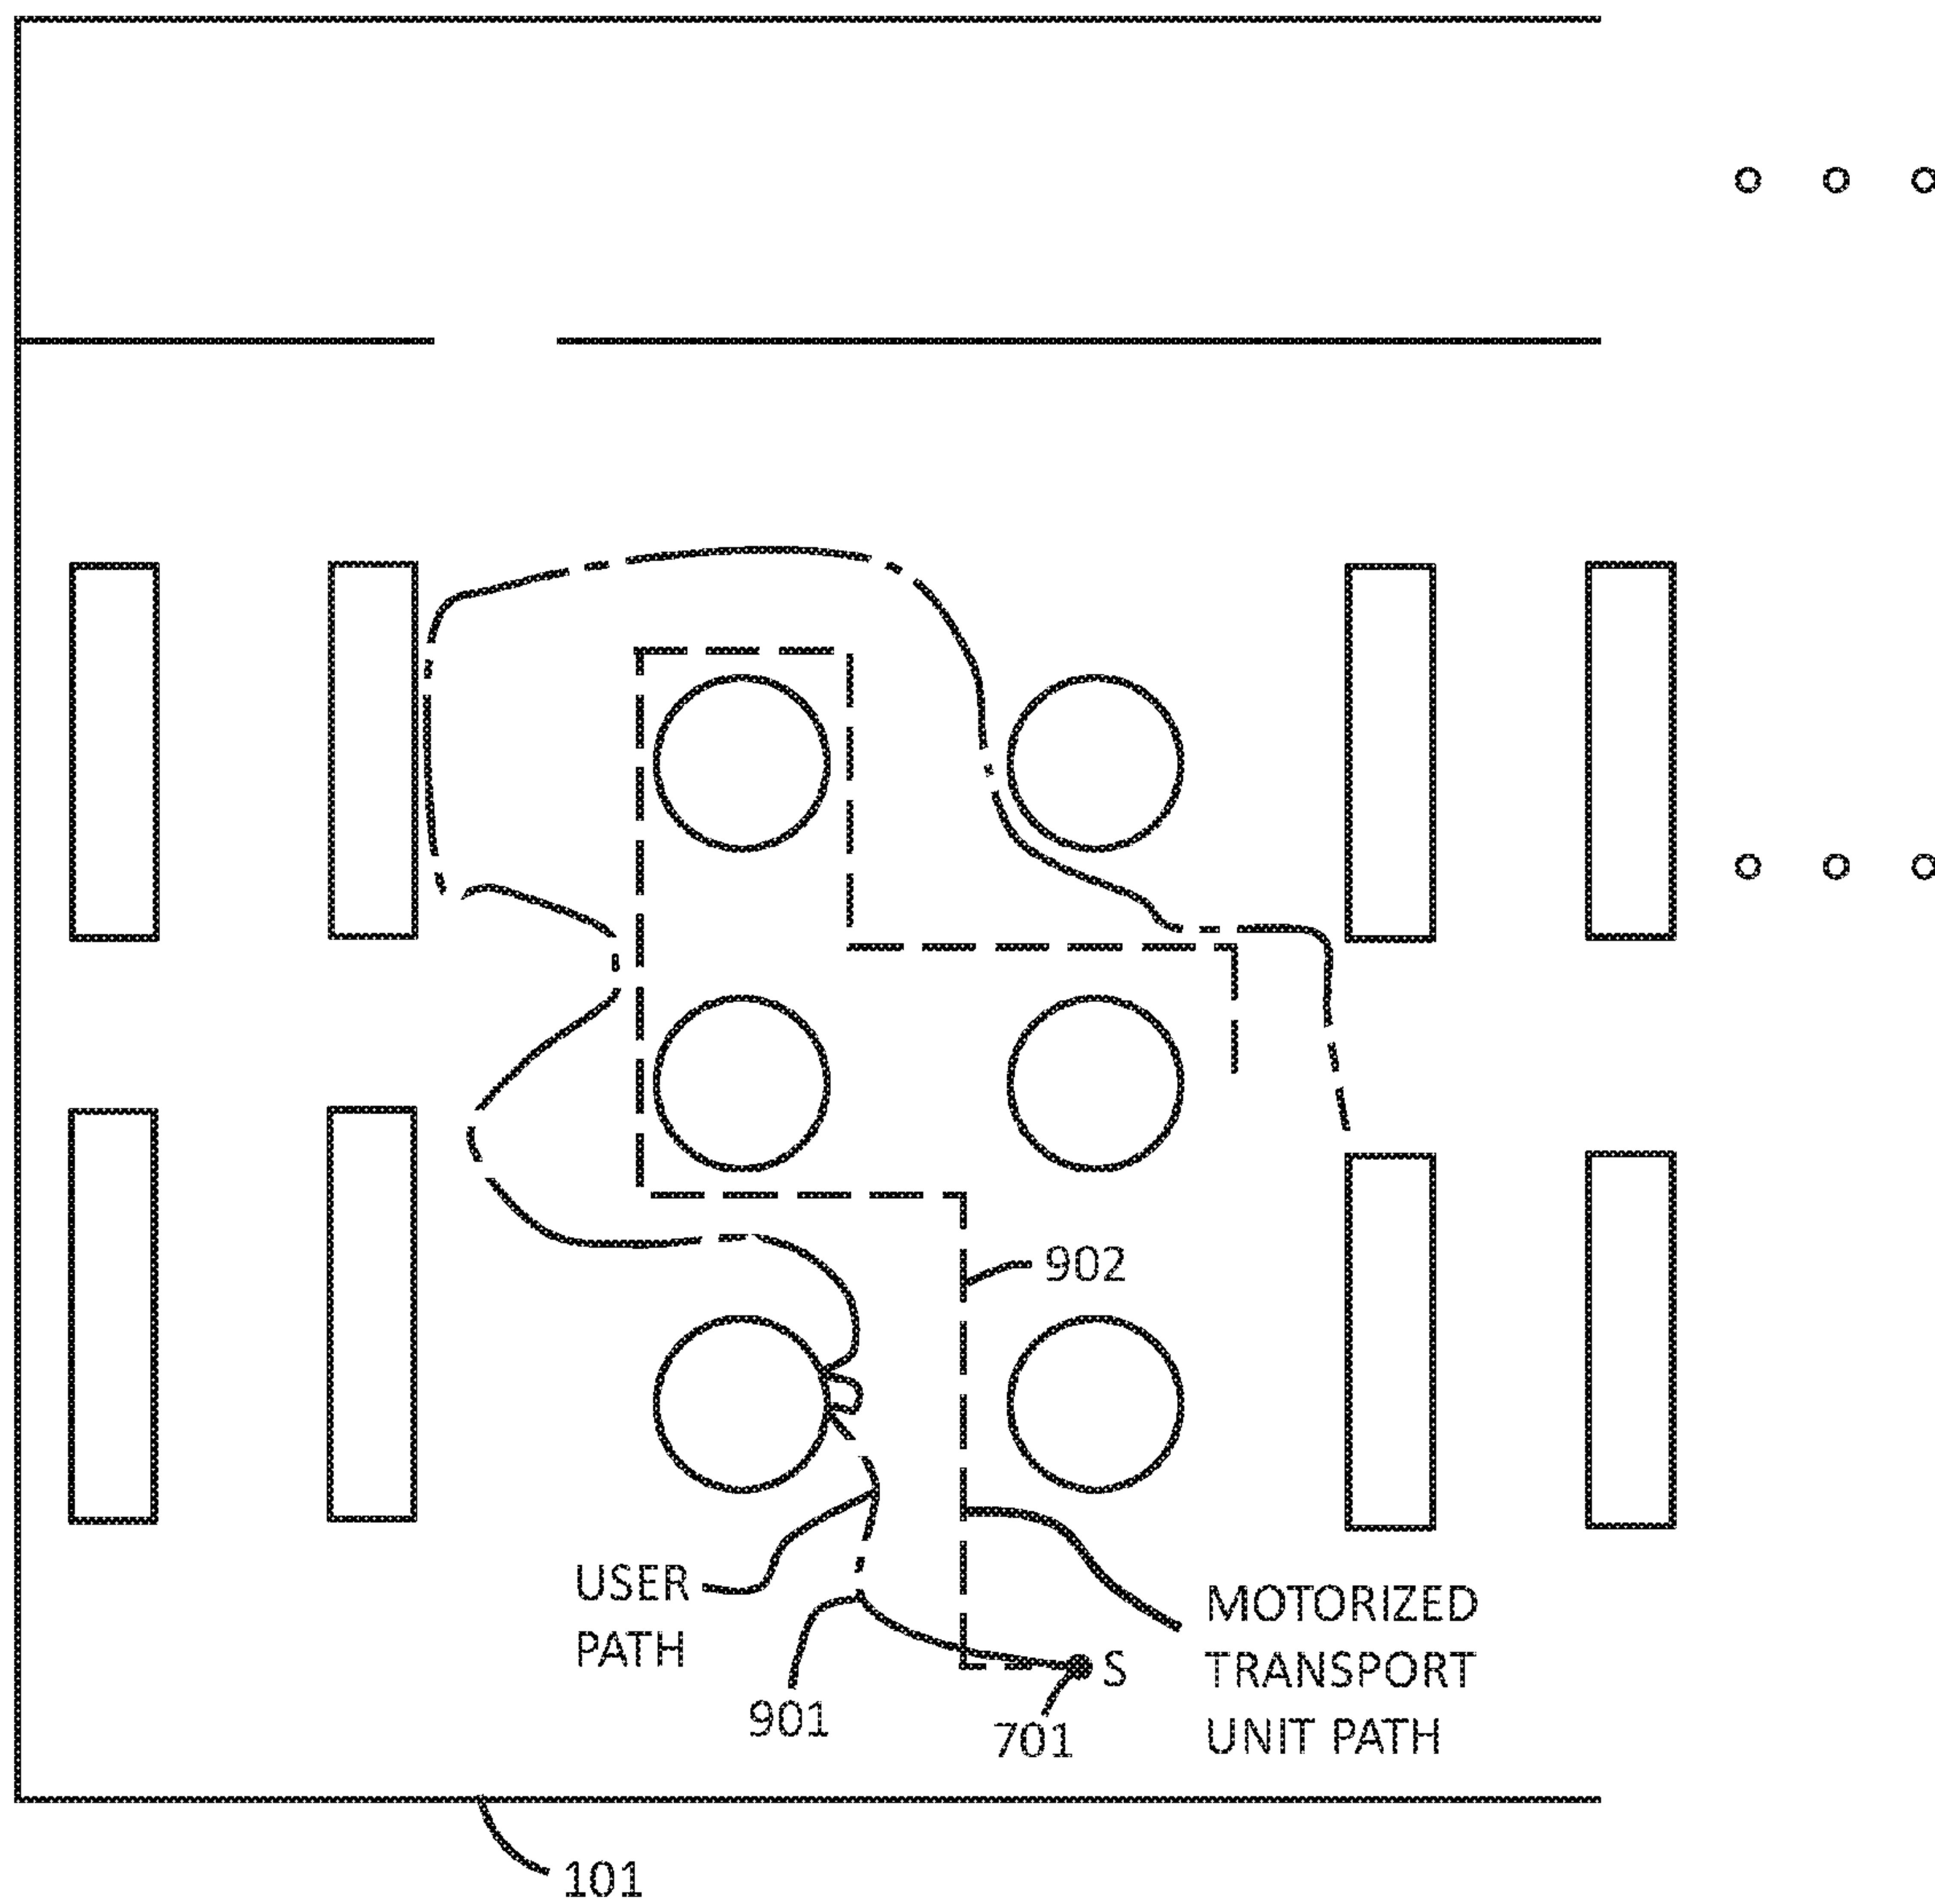 902
USER
PATH
MOTORIZED
TRANSPORT
UNIT PATH
S
901
701
101